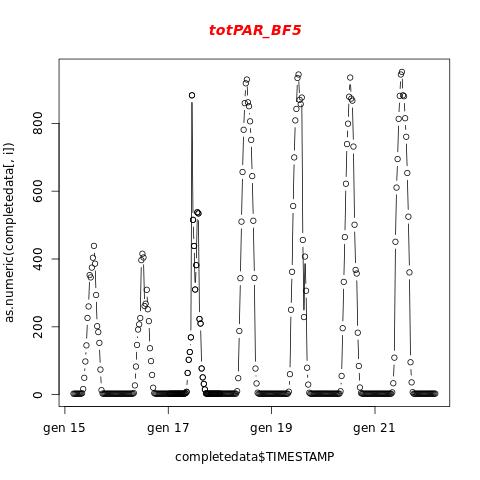 totPAR_BF5
as.numeric(completedata[, i])
800
600
400
200
0
gen 15
gen 17
gen 19
gen 21
completedata$TIMESTAMP